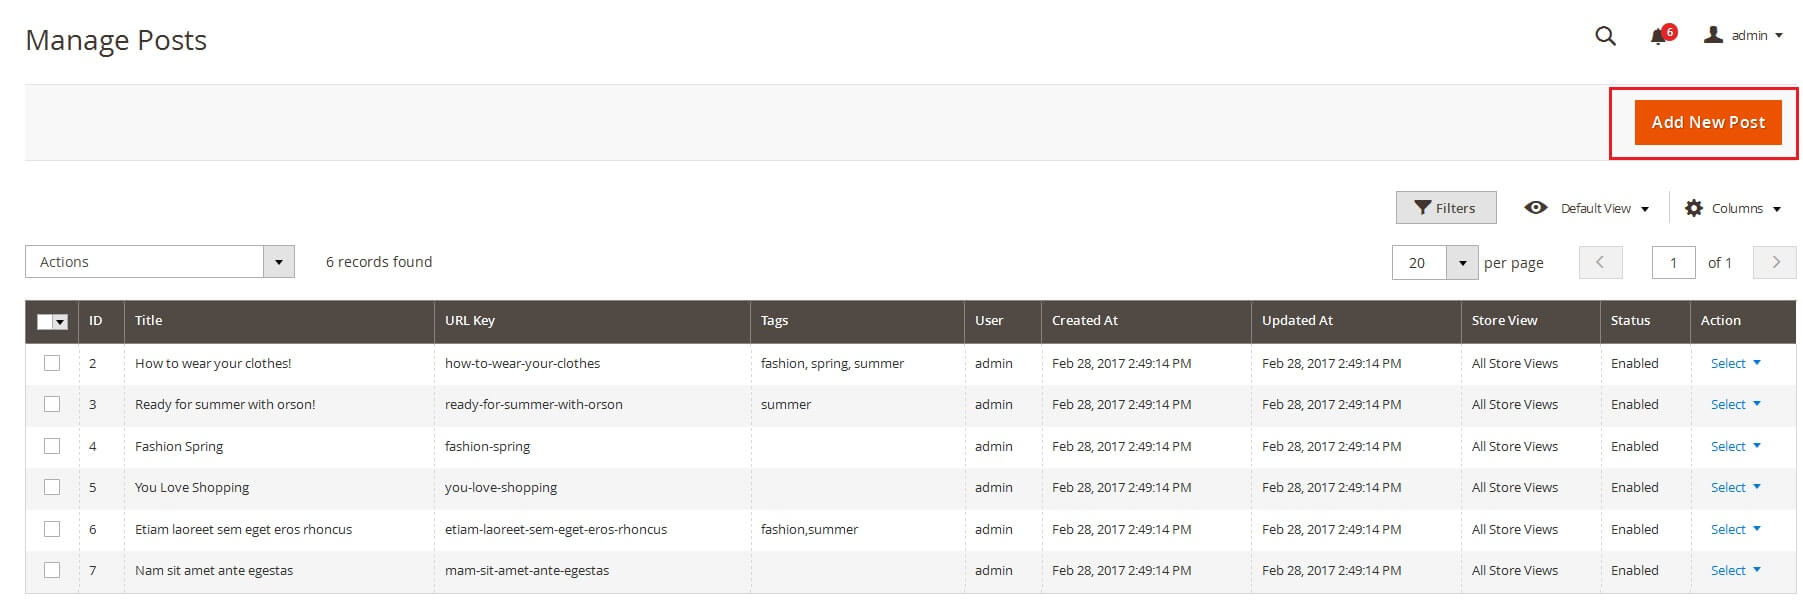 Manage Posts
6
admin
Add New Post
Filters
Default View
Columns
Actions
6 records found
20 per page
1 of 1
ID Title URL Key Tags User Created At Updated At Store View Status Action
2 How to wear your clothes! how-to-wear-your-clothes fashion, spring, summer admin Feb 28, 2017 2:49:14 PM Feb 28, 2017 2:49:14 PM All Store Views Enabled Select
3 Ready for summer with orson! ready-for-summer-with-orson summer admin Feb 28, 2017 2:49:14 PM Feb 28, 2017 2:49:14 PM All Store Views Enabled Select
4 Fashion Spring fashion-spring admin Feb 28, 2017 2:49:14 PM Feb 28, 2017 2:49:14 PM All Store Views Enabled Select
5 You Love Shopping you-love-shopping admin Feb 28, 2017 2:49:14 PM Feb 28, 2017 2:49:14 PM All Store Views Enabled Select
6 Etiam laoreet sem eget eros rhoncus etiam-laoreet-sem-eget-eros-rhoncus fashion,summer admin Feb 28, 2017 2:49:14 PM Feb 28, 2017 2:49:14 PM All Store Views Enabled Select
7 Nam sit amet ante egestas mam-sit-amet-ante-egestas admin Feb 28, 2017 2:49:14 PM Feb 28, 2017 2:49:14 PM All Store Views Enabled Select